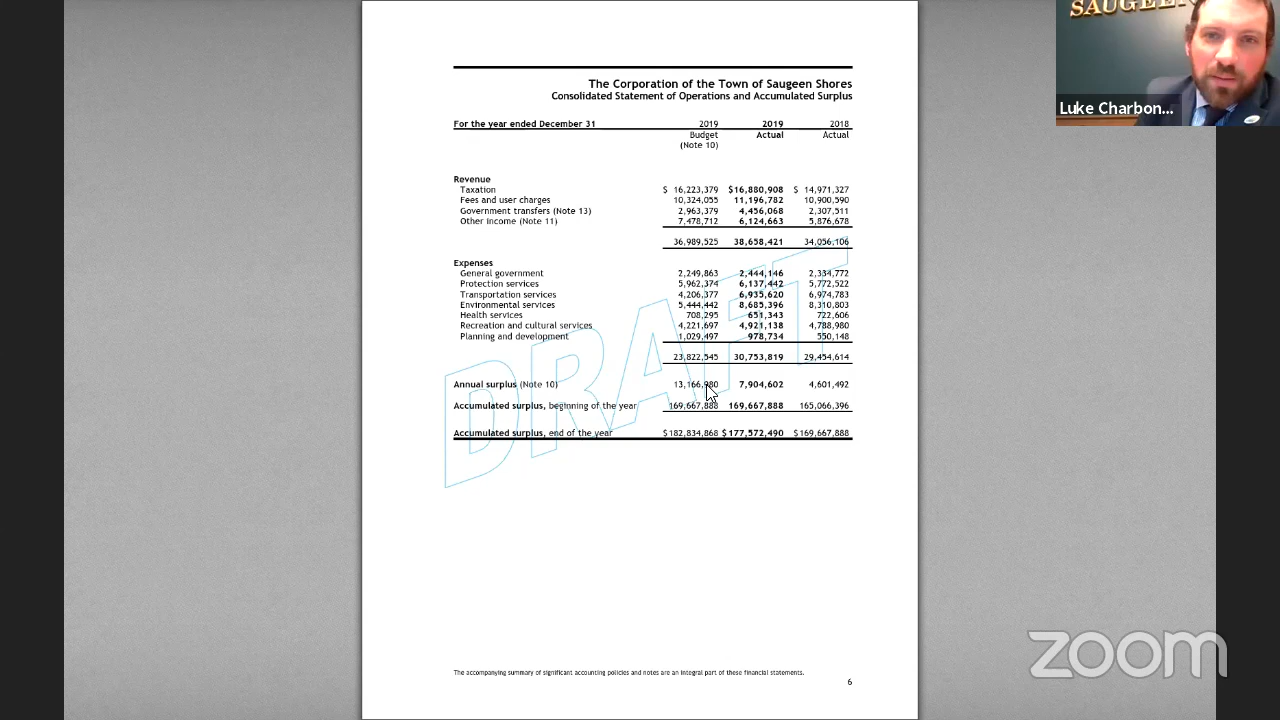 SAUGEEN
Luke Charbon...
The Corporation of the Town of Saugeen Shores
Consolidated Statement of Operations and Accumulated Surplus
For the year ended December 31 2019 2019 2018
Budget Actual Actual
(Note 10)
Revenue
Taxation $ 16,223,379 $16,880,908 $ 14,971,327
Fees and user charges 10,324,055 11,196,782 10,900,590
Government transfers (Note 13) 2,963,379 4,456,068 2,307,511
Other income (Note 11) 7,478,712 6,124,663 5,876,678
36,989,525 38,658,421 34,056,106
Expenses
General government 2,249,863 2,444,146 2,334,772
Protection services 5,962,374 6,137,442 5,772,522
Transportation services 4,206,377 6,935,620 6,974,783
Environmental services 5,444,442 8,685,396 8,310,803
Health services 708,295 651,343 722,606
Recreation and cultural services 4,221,697 4,921,138 4,788,980
Planning and development 1,029,497 978,734 550,148
23,822,545 30,753,819 29,454,614
Annual surplus (Note 10) 13,166,980 7,904,602 4,601,492
Accumulated surplus, beginning of the year 169,667,888 169,667,888 165,066,396
Accumulated surplus, end of the year $182,834,868 $177,572,490 $169,667,888
DRAFT
The accompanying summary of significant accounting policies and notes are an integral part of these financial statements.
6
zoom